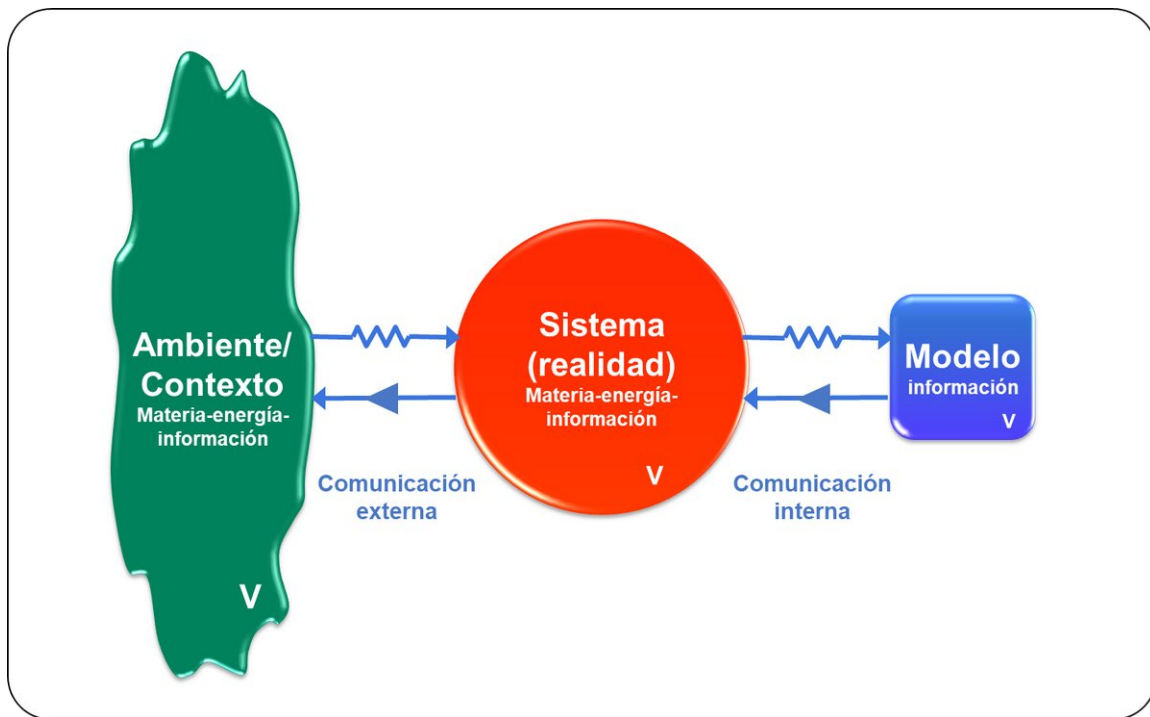 Ambiente/
Contexto
Materia-energía-
información
V
Comunicación
externa
Sistema
(realidad)
Materia-energía-
información
V
Comunicación
interna
Modelo
información
V